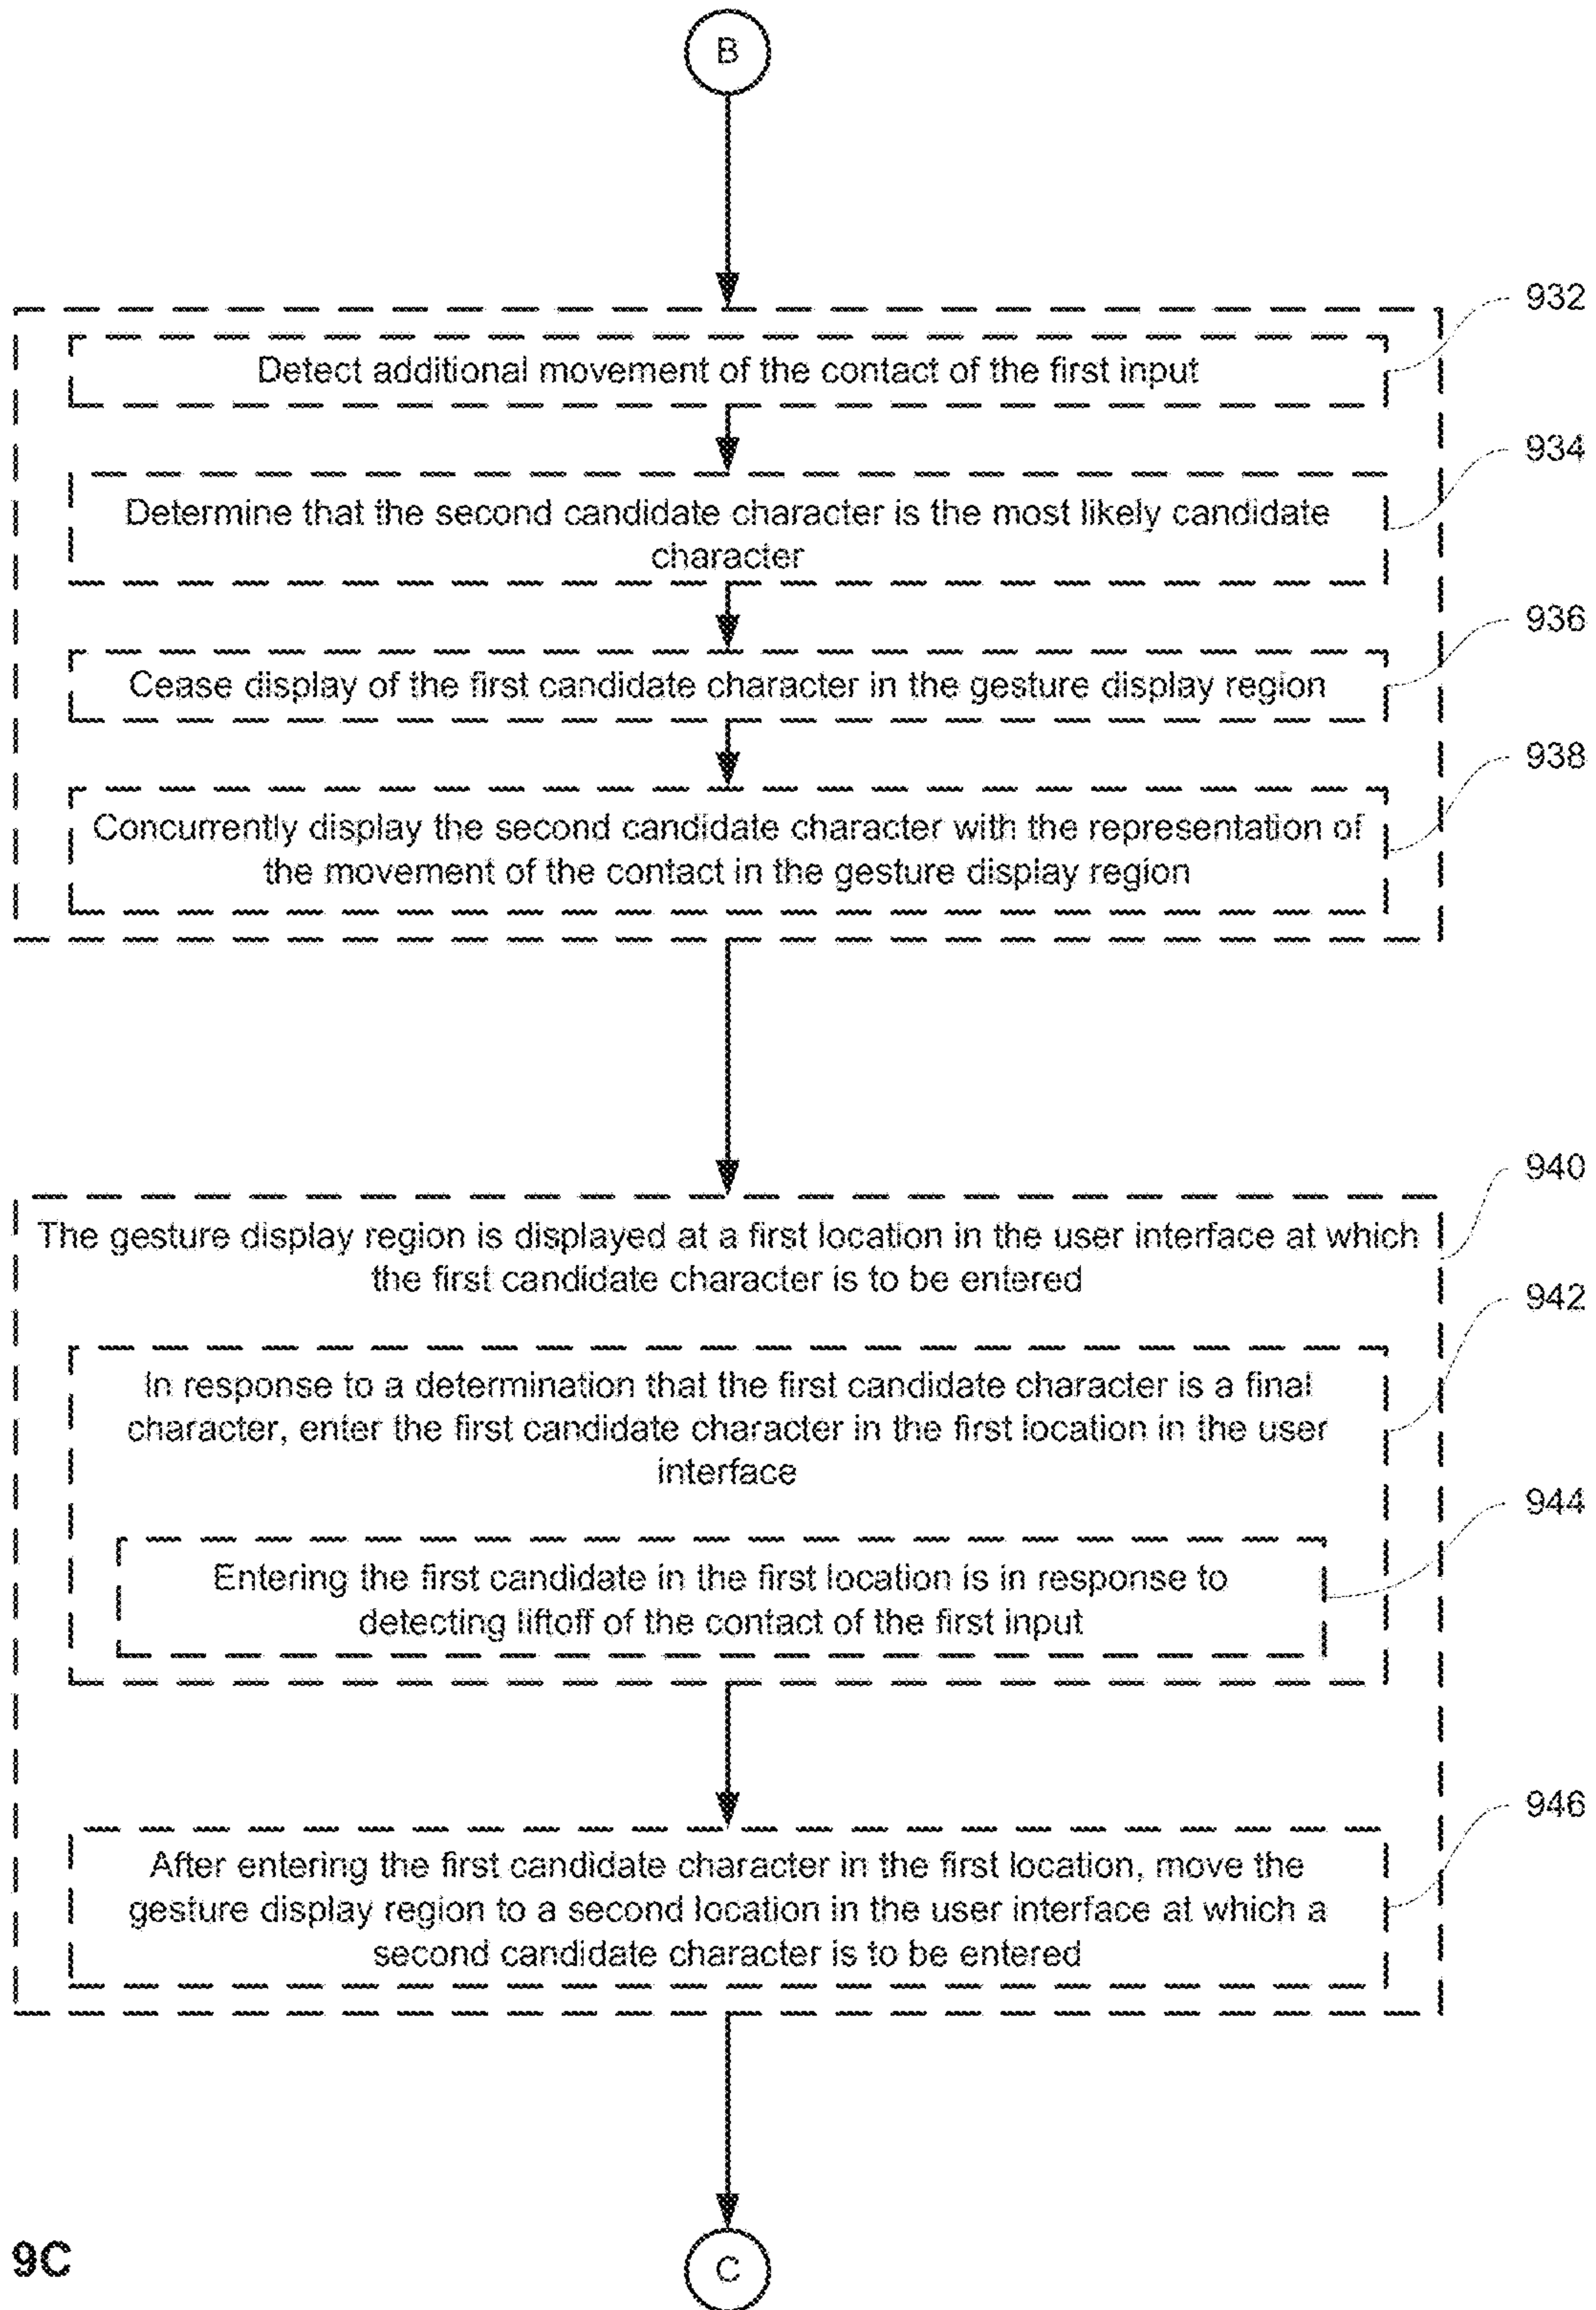 B
932
Detect additional movement of the contact of the first input
934
Determine that the second candidate character is the most likely candidate
character
936
Cease display of the first candidate character in the gesture display region
938
Concurrently display the second candidate character with the representation of
the movement of the contact in the gesture display region
940
The gesture display region is displayed at a first location in the user interface at which
the first candidate character is to be entered
942
In response to a determination that the first candidate character is a final
character, enter the first candidate character in the first location in the user
interface
944
Entering the first candidate in the first location is in response to
detecting liftoff of the contact of the first input
946
After entering the first candidate character in the first location, move the
gesture display region to a second location in the user interface at which a
second candidate character is to be entered
9C
C